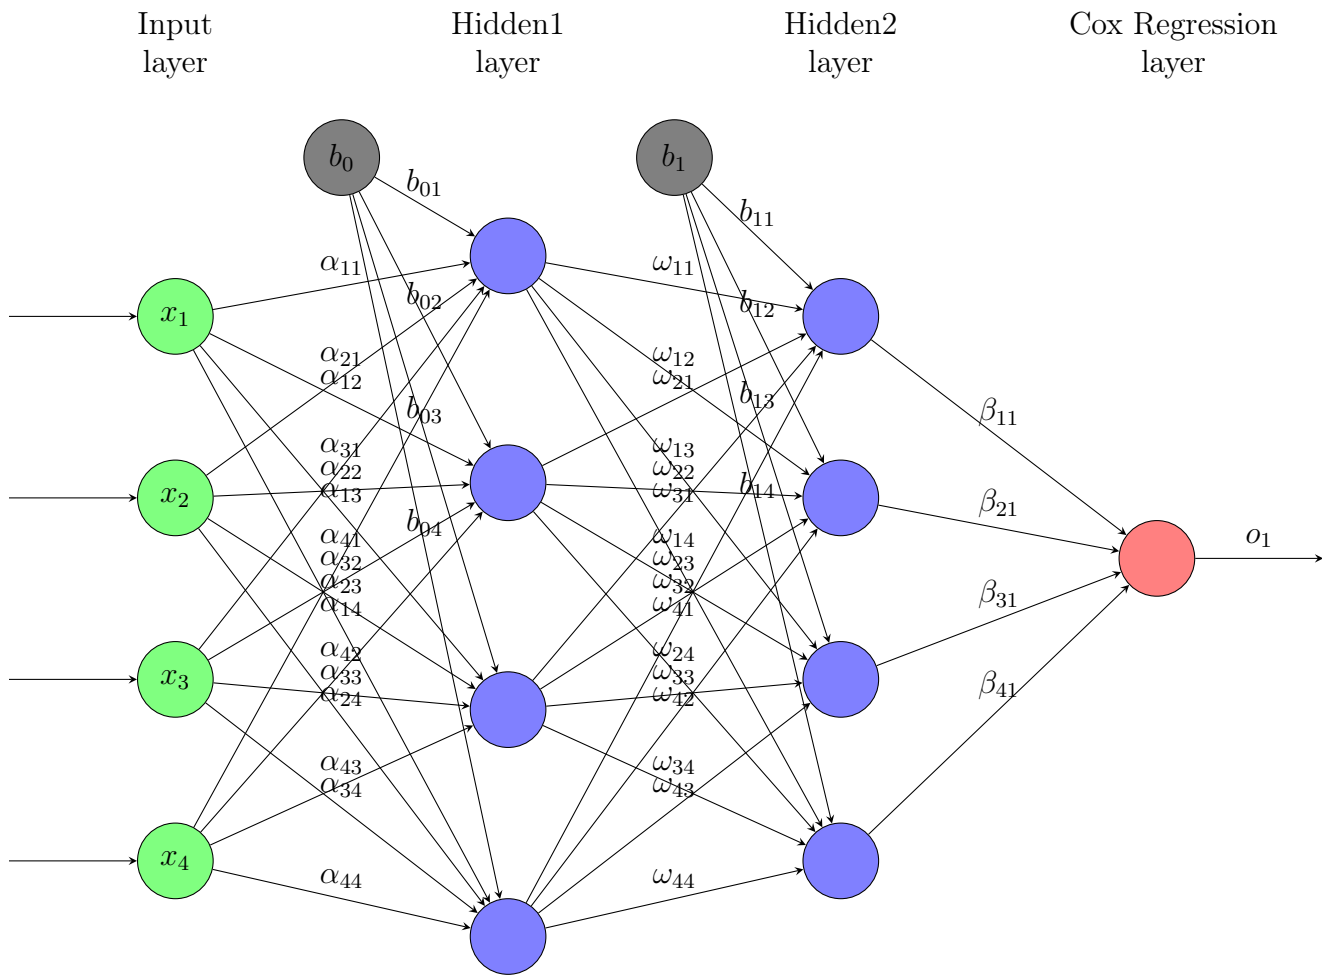 Input
layer
Hidden1
layer
Hidden2
layer
Cox Regression
layer
b₀
b₁
b₀₁
b₁₁
α₁₁
ω₁₁
b₀₂
b₁₂
x₁
α₂₁
ω₁₂
α₁₂
ω₂₁
b₀₃
b₁₃
β₁₁
α₃₁
ω₁₃
α₂₂
ω₂₂
α₁₃
ω₃₁
b₁₄
x₂
β₂₁
b₀₄
α₄₁
ω₁₄
o₁
α₃₂
ω₂₃
α₂₃
ω₃₂
α₁₄
ω₄₁
β₃₁
α₄₂
ω₂₄
α₃₃
ω₃₃
x₃
α₂₄
ω₄₂
β₄₁
α₄₃
ω₃₄
α₃₄
ω₄₃
x₄
α₄₄
ω₄₄